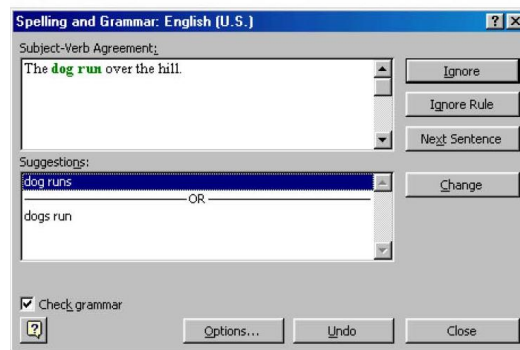 Spelling and Grammar: English (U.S.)
Subject-Verb Agreement:
The dog run over the hill.
Ignore
Ignore Rule
Next Sentence
Suggestions:
dog runs
OR
dogs run
Change
Check grammar
Options...
Undo
Close